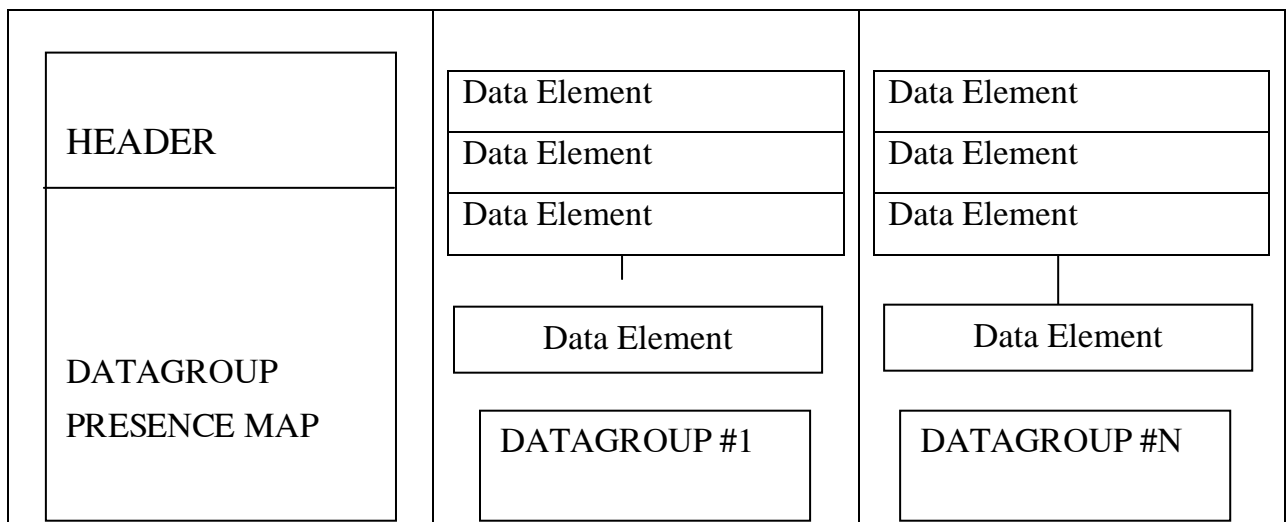 HEADER
DATAGROUP
PRESENCE MAP
Data Element
Data Element
Data Element
Data Element
DATAGROUP #1
Data Element
Data Element
Data Element
Data Element
DATAGROUP #N